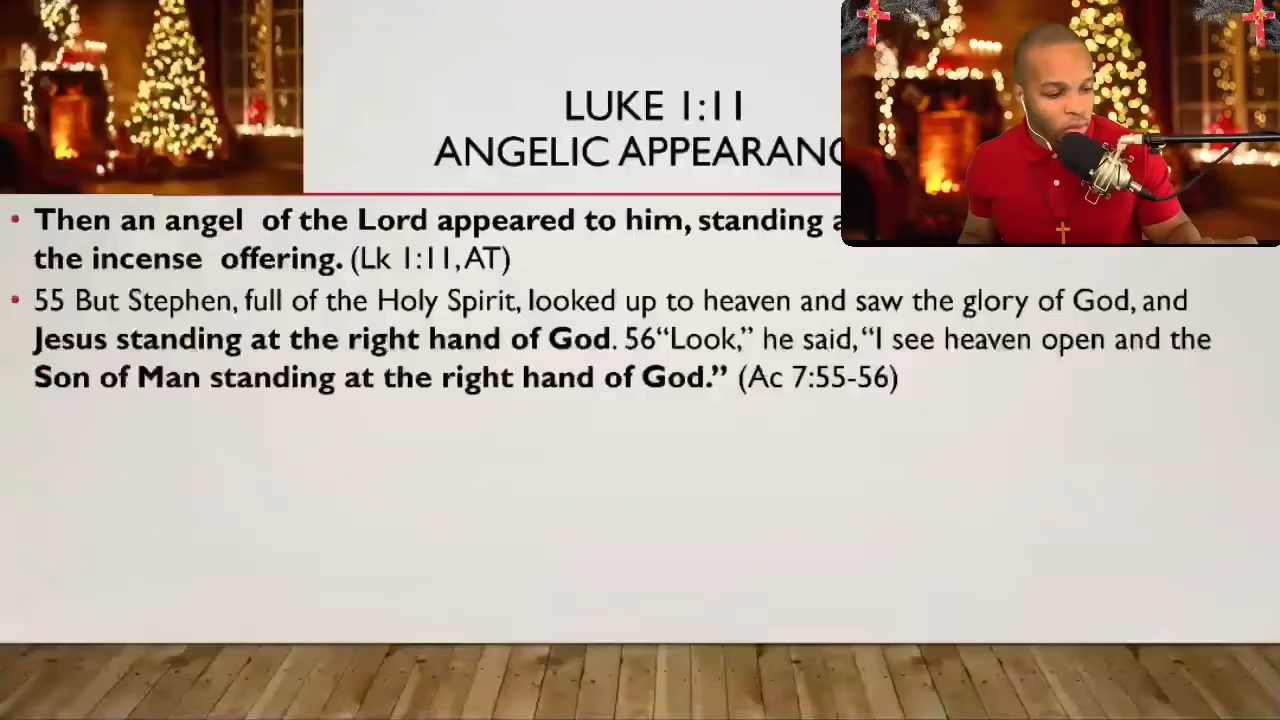 LUKE 1:11
ANGELIC APPEARANC
• Then an angel of the Lord appeared to him, standing a
the incense offering. (Lk 1:11, AT)
• 55 But Stephen, full of the Holy Spirit, looked up to heaven and saw the glory of God, and
Jesus standing at the right hand of God. 56“Look,” he said, “I see heaven open and the
Son of Man standing at the right hand of God.” (Ac 7:55-56)